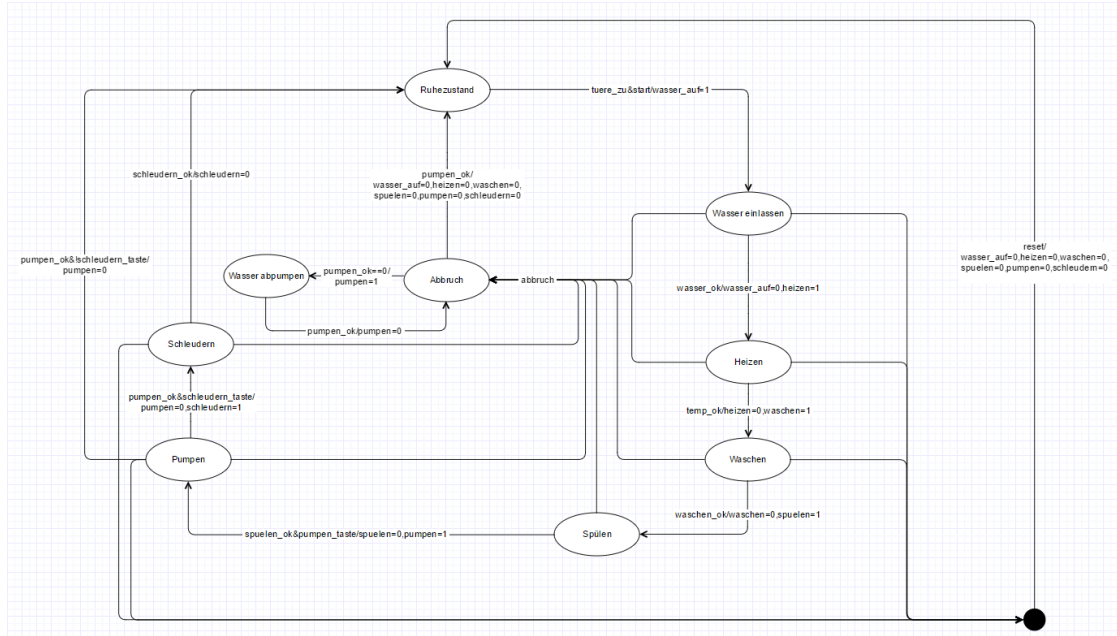 Ruhezustand
tuere_zu&start/wasser_auf=1
schleudern_ok/schleudern=0
pumpen_ok/
wasser_auf=0,heizen=0,waschen=0,
spuelen=0,pumpen=0,schleudern=0
Wasser einlassen
reset/
wasser_auf=0,heizen=0,waschen=0,
spuelen=0,pumpen=0,schleudern=0
pumpen_ok&!schleudern_taste/
pumpen=0
Wasser abpumpen
pumpen_ok==0/
pumpen=1
Abbruch
abbruch
wasser_ok/wasser_auf=0,heizen=1
pumpen_ok/pumpen=0
Schleudern
Heizen
pumpen_ok&schleudern_taste/
pumpen=0,schleudern=1
temp_ok/heizen=0,waschen=1
Pumpen
Waschen
waschen_ok/waschen=0,spuelen=1
spuelen_ok&pumpen_taste/spuelen=0,pumpen=1
Spülen